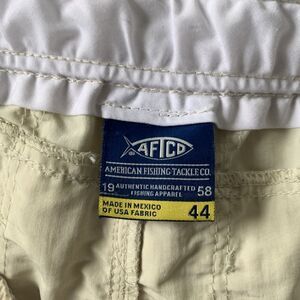 AFTCO
AMERICAN FISHING TACKLE CO.
19 AUTHENTIC HANDCRAFTED 58
FISHING APPAREL
MADE IN MEXICO
OF USA FABRIC 44